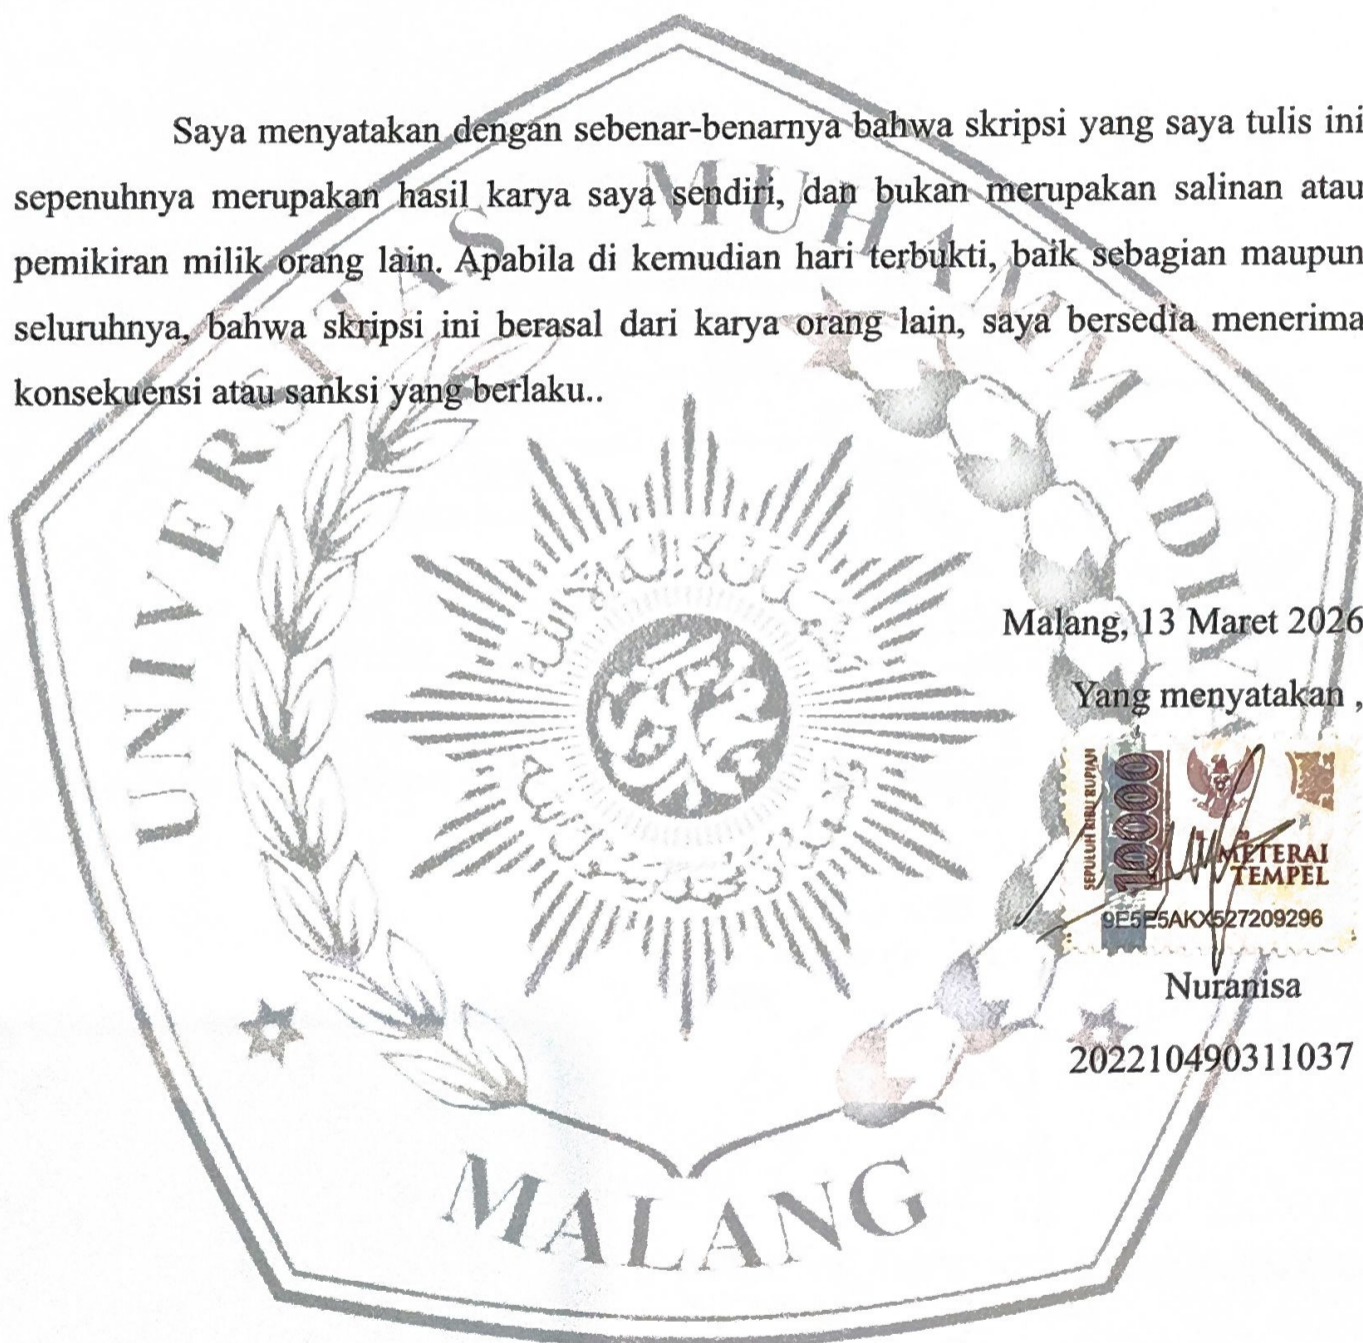 Saya menyatakan dengan sebenar-benarnya bahwa skripsi yang saya tulis ini
sepenuhnya merupakan hasil karya saya sendiri, dan bukan merupakan salinan atau
pemikiran milik orang lain. Apabila di kemudian hari terbukti, baik sebagian maupun
seluruhnya, bahwa skripsi ini berasal dari karya orang lain, saya bersedia menerima
konsekuensi atau sanksi yang berlaku..
UNIVERSITAS MUHAMMADIYAH
Malang, 13 Maret 2026
Yang menyatakan ,
SEPULUH RIBU RUPIAH
10000
METERAI
TEMPEL
9E5E5AKX527209296
Nuranisa
202210490311037
MALANG